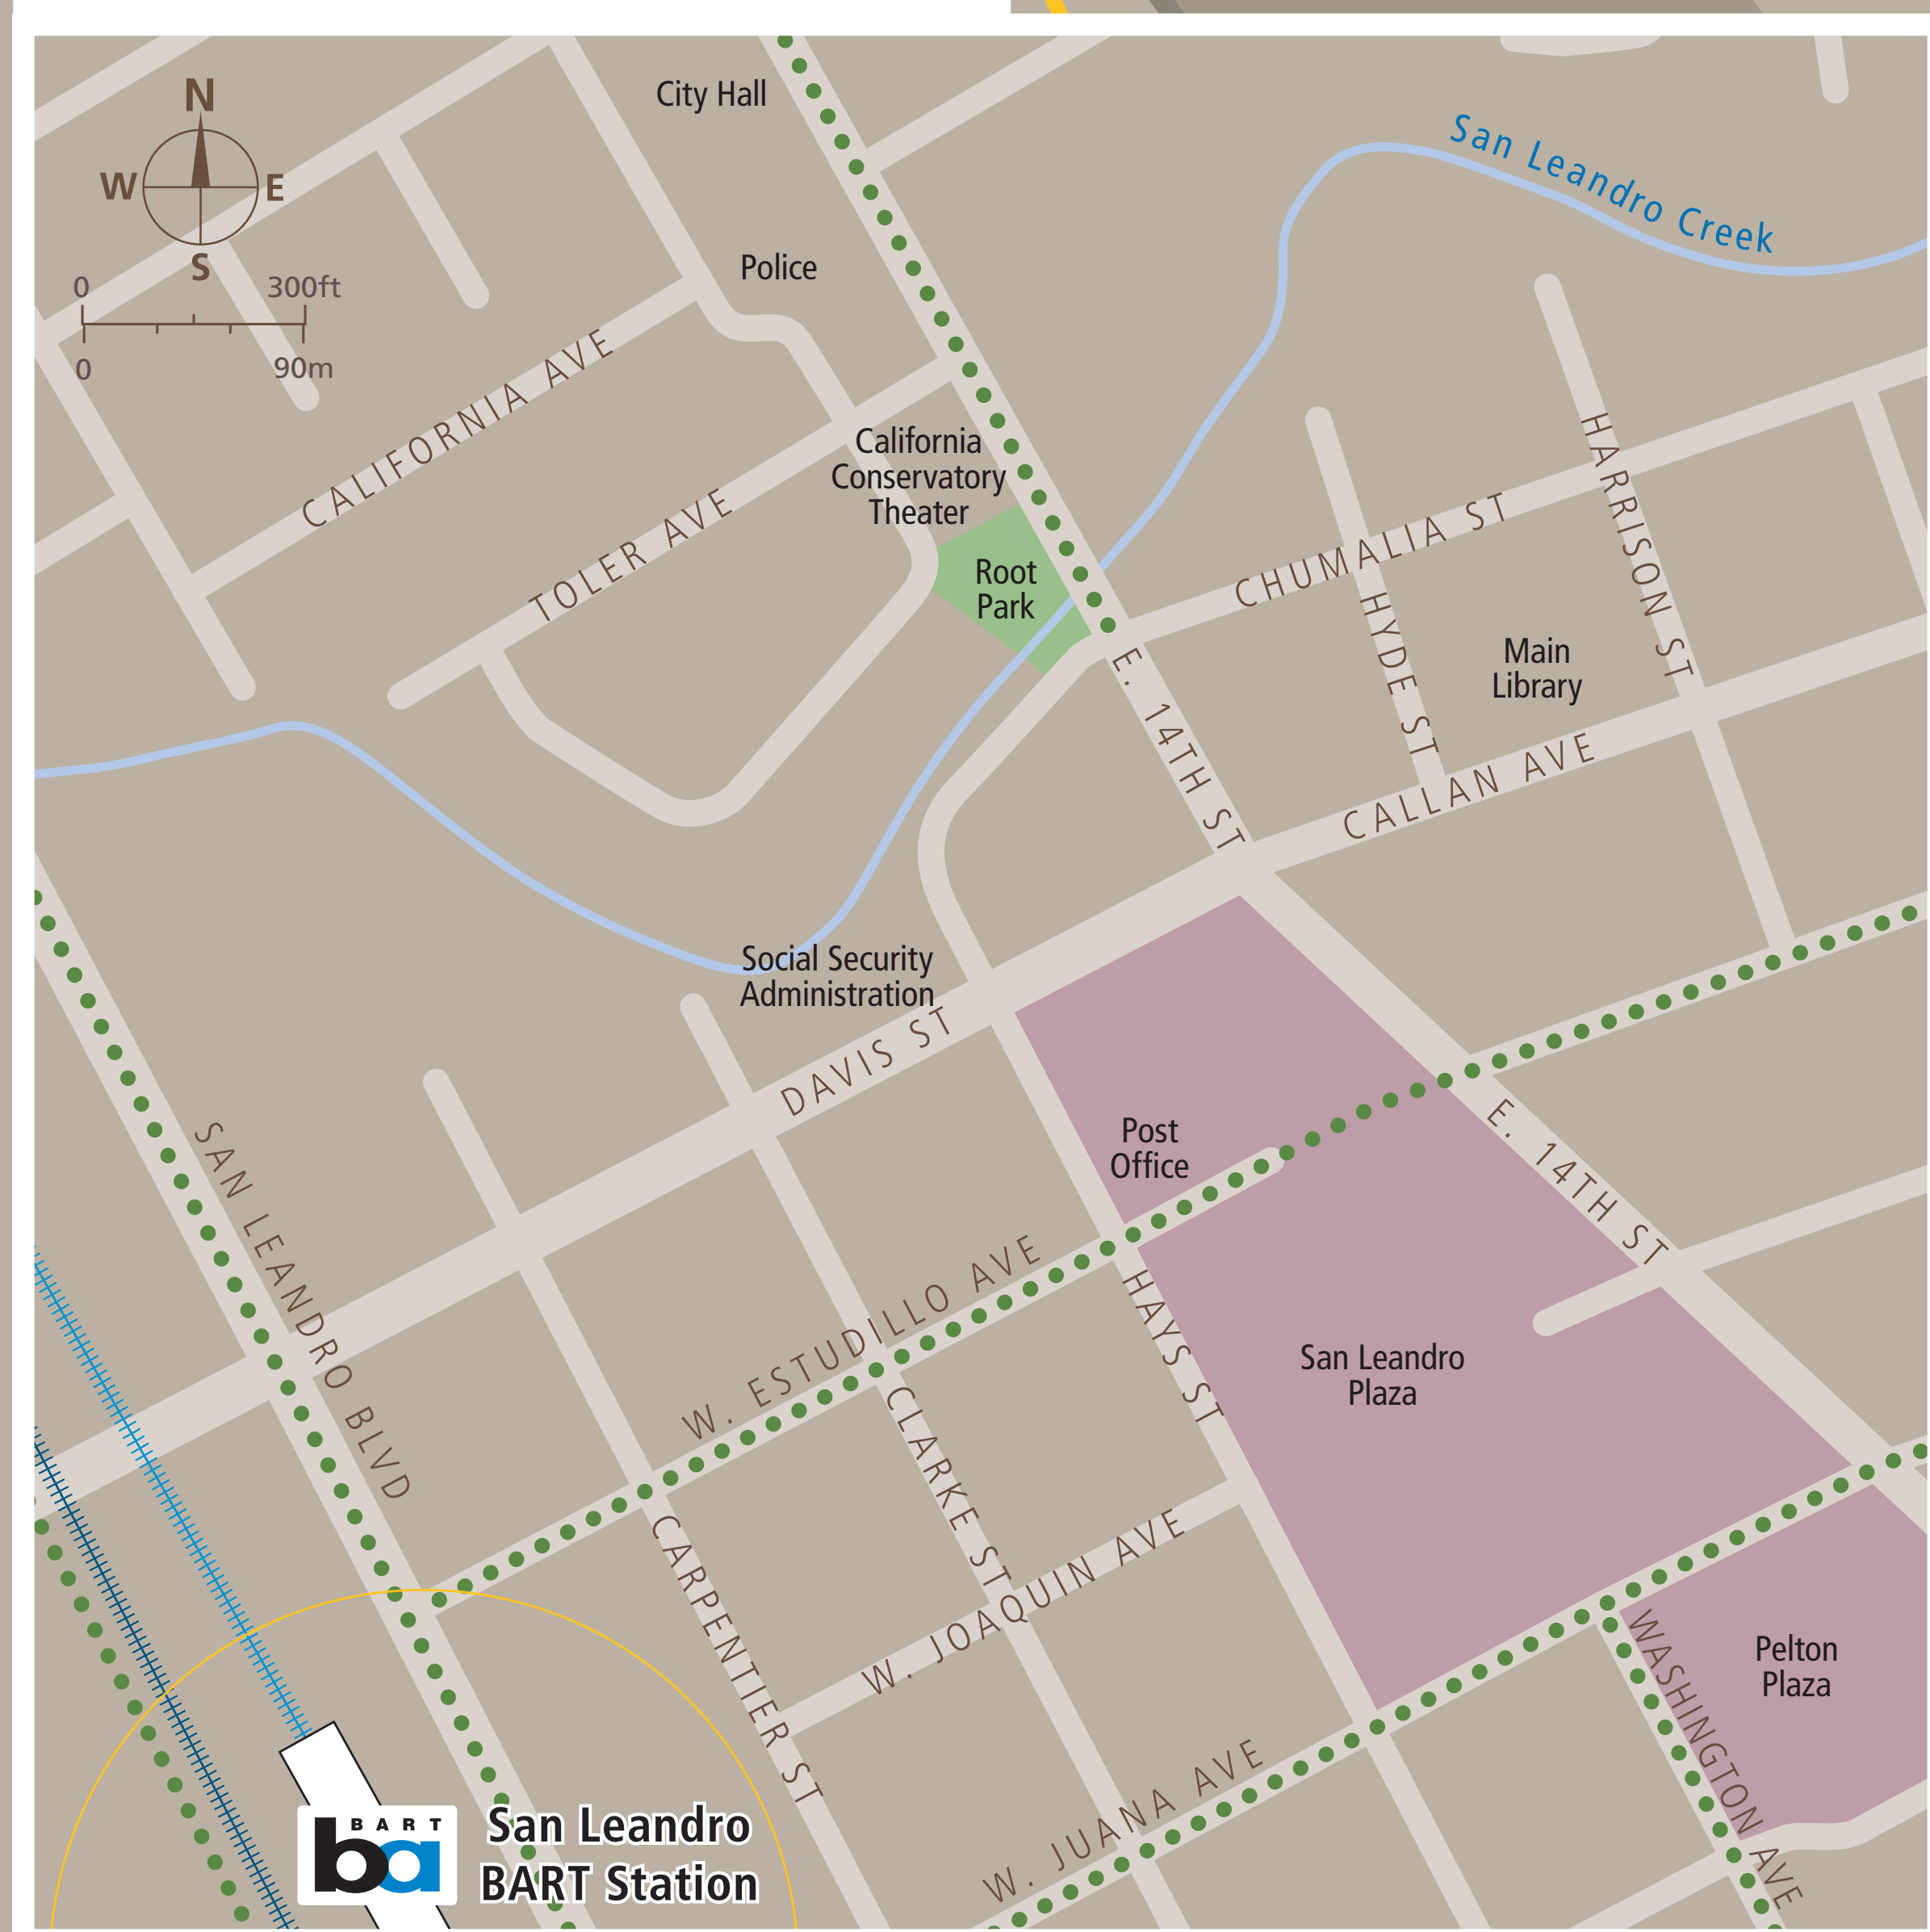 N
W E
S
0 300ft
0 90m
City Hall
Police
San Leandro Creek
CALIFORNIA AVE
TOLER AVE
California
Conservatory
Theater
Root
Park
CHUMALIA ST
HARRISON ST
HYDE ST
Main
Library
E. 14TH ST
CALLAN AVE
Social Security
Administration
DAVIS ST
SAN LEANDRO BLVD
Post
Office
E. 14TH ST
W. ESTUDILLO AVE
HAYS ST
San Leandro
Plaza
CLARKE ST
CARPENTIER ST
W. JOAQUIN AVE
WASHINGTON AVE
Pelton
Plaza
W. JUANA AVE
BART
ba
San Leandro
BART Station